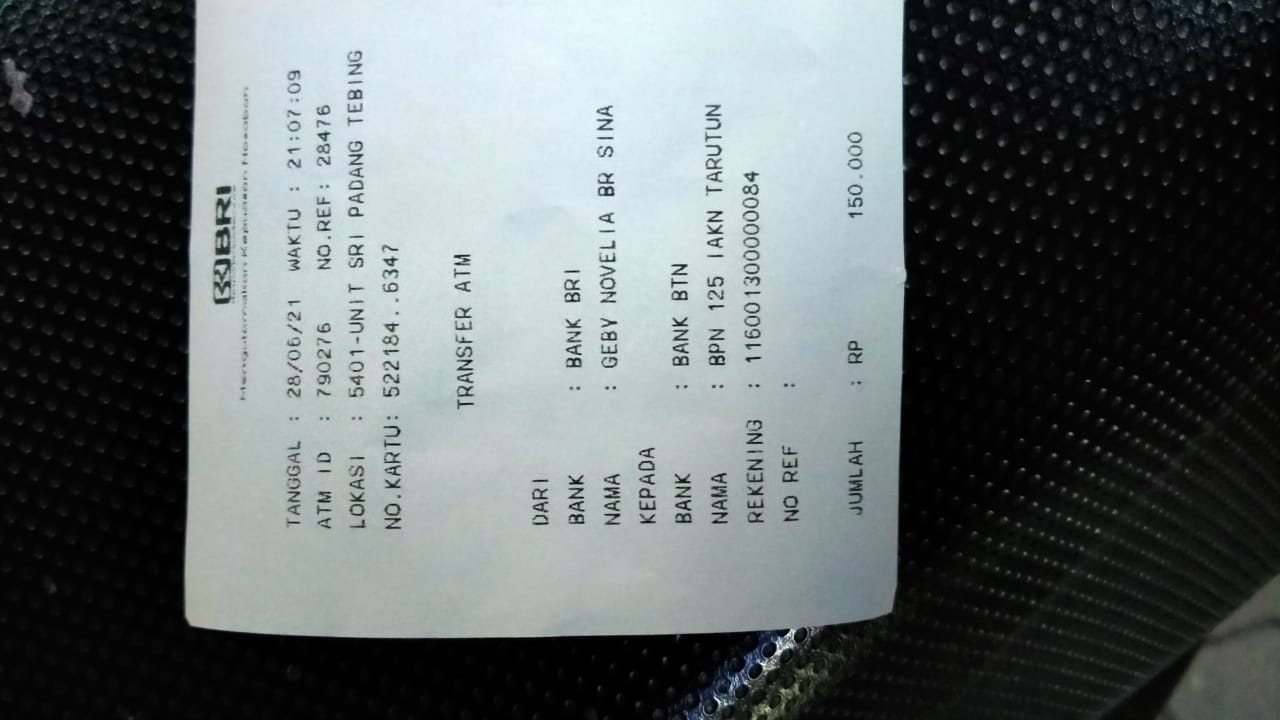 BRI
Mengutamakan Kepuasan Nasabah
TANGGAL : 28/06/21 WAKTU : 21:07:09
ATM ID : 790276 NO.REF: 28476
LOKASI : 5401-UNIT SRI PADANG TEBING
NO.KARTU: 522184..6347
TRANSFER ATM
DARI
BANK : BANK BRI
NAMA : GEBY NOVELIA BR SINA
KEPADA
BANK : BANK BTN
NAMA : BPN 125 IAKN TARUTUN
REKENING : 116001300000084
NO REF :
JUMLAH : RP 150.000